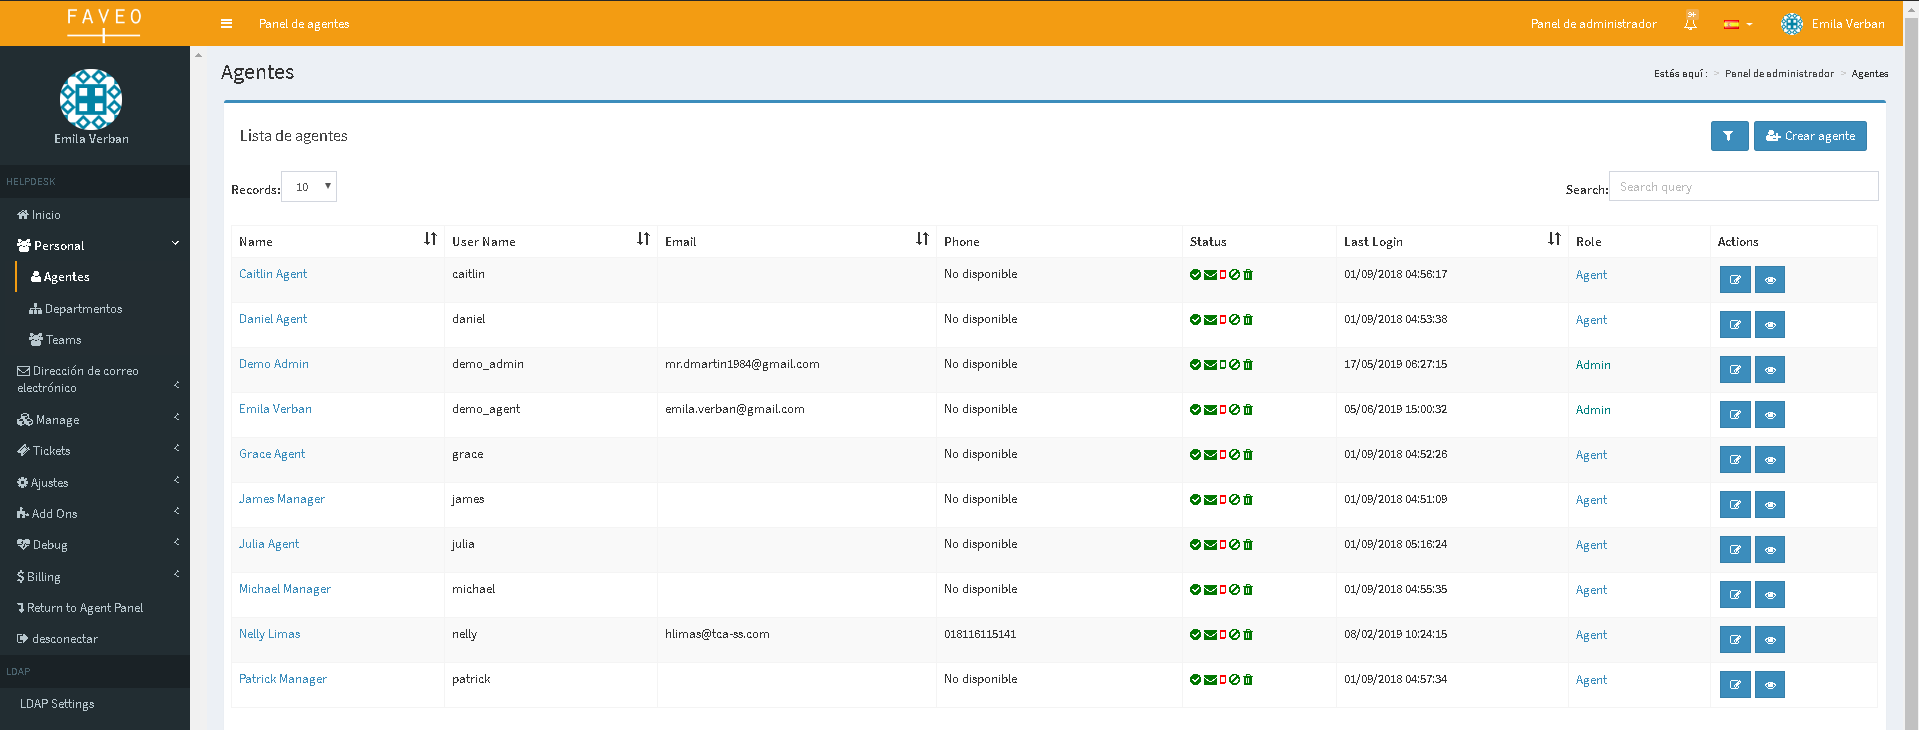 FAVEO
Panel de agentes
Panel de administrador
9+
Emila Verban
Emila Verban
HELPDESK
Inicio
Personal
Agentes
Departmentos
Teams
Dirección de correo
electrónico
Manage
Tickets
Ajustes
Add Ons
Debug
Billing
Return to Agent Panel
desconectar
LDAP
LDAP Settings
Agentes
Estás aquí : > Panel de administrador > Agentes
Lista de agentes
Crear agente
Records: 10
Search: Search query
Name User Name Email Phone Status Last Login Role Actions
Caitlin Agent caitlin No disponible 01/09/2018 04:56:17 Agent
Daniel Agent daniel No disponible 01/09/2018 04:53:38 Agent
Demo Admin demo_admin mr.dmartin1984@gmail.com No disponible 17/05/2019 06:27:15 Admin
Emila Verban demo_agent emila.verban@gmail.com No disponible 05/06/2019 15:00:32 Admin
Grace Agent grace No disponible 01/09/2018 04:52:26 Agent
James Manager james No disponible 01/09/2018 04:51:09 Agent
Julia Agent julia No disponible 01/09/2018 05:16:24 Agent
Michael Manager michael No disponible 01/09/2018 04:55:35 Agent
Nelly Limas nelly hlimas@tca-ss.com 018116115141 08/02/2019 10:24:15 Agent
Patrick Manager patrick No disponible 01/09/2018 04:57:34 Agent